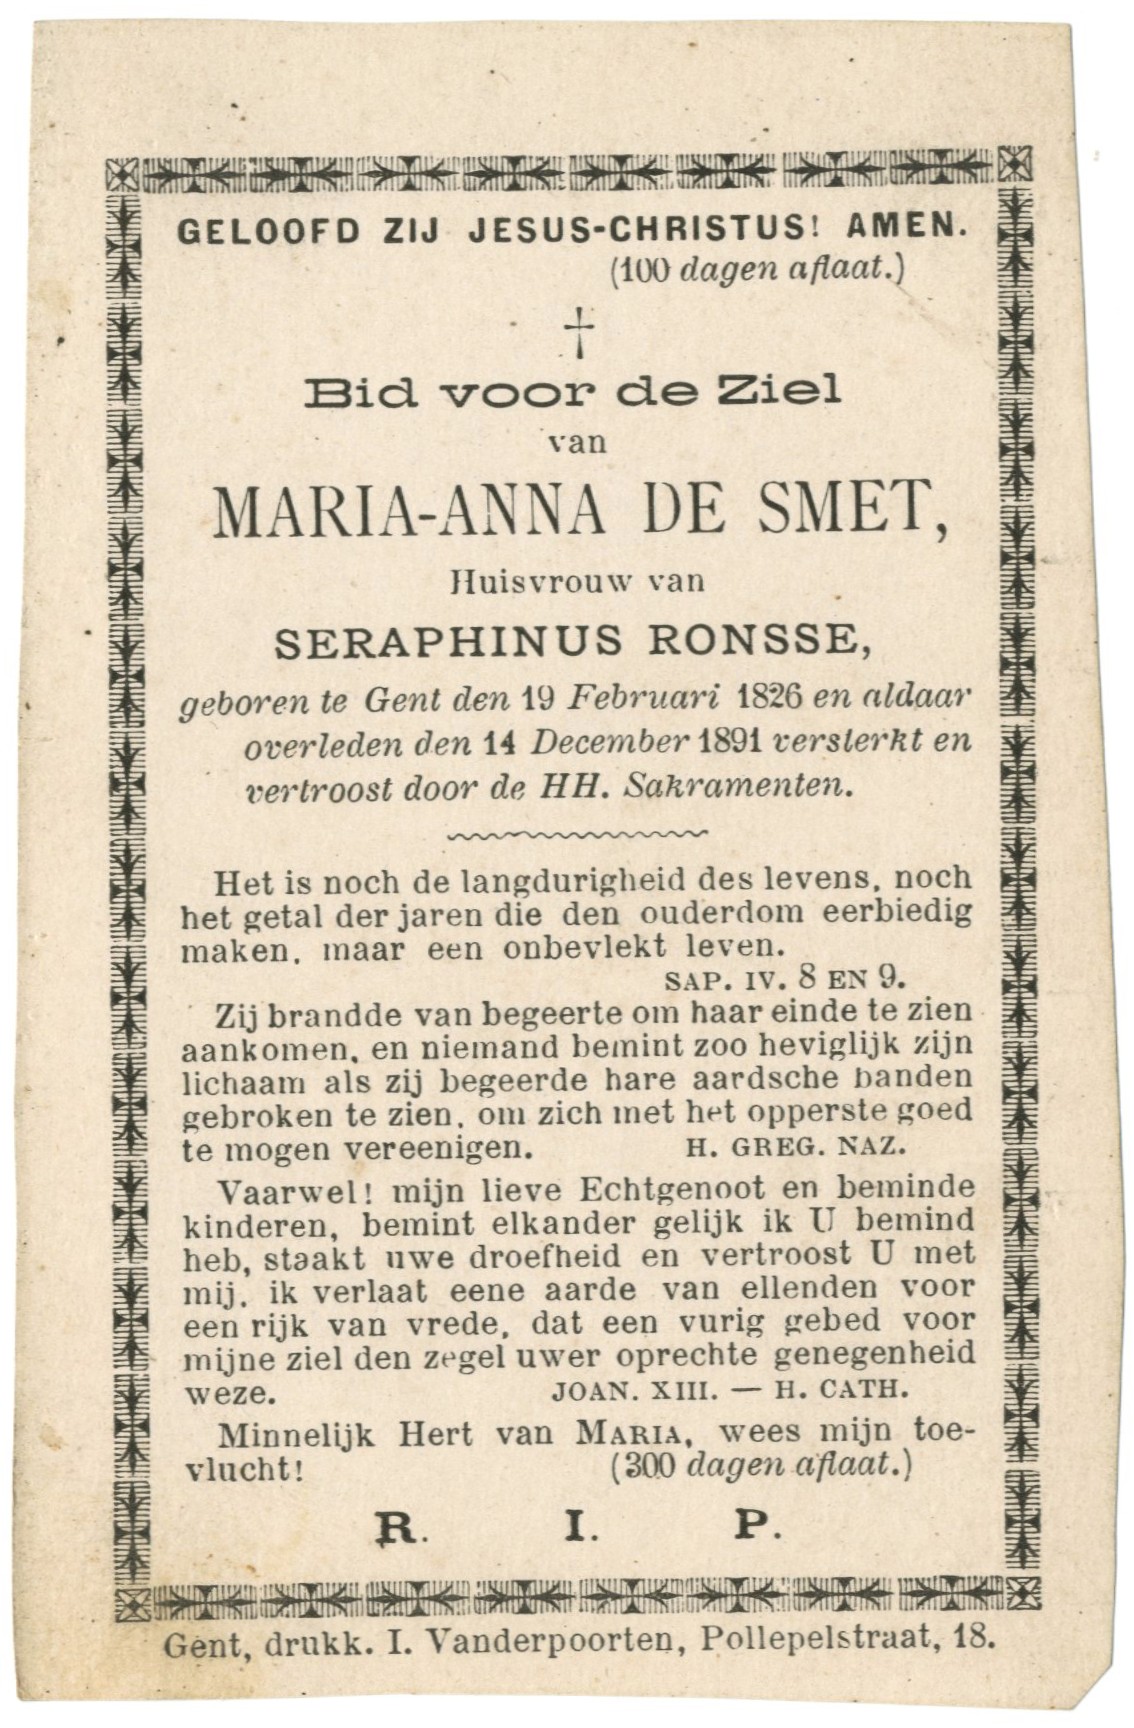 GELOOFD ZIJ JESUS-CHRISTUS! AMEN.
(100 dagen aflaat.)
Bid voor de Ziel
van
MARIA-ANNA DE SMET,
Huisvrouw van
SERAPHINUS RONSSE,
geboren te Gent den 19 Februari 1826 en aldaar
overleden den 14 December 1891 versterkt en
vertroost door de HH. Sakramenten.
Het is noch de langdurigheid des levens, noch
het getal der jaren die den ouderdom eerbiedig
maken, maar een onbevlekt leven.
SAP. IV. 8 EN 9.
Zij brandde van begeerte om haar einde te zien
aankomen, en niemand bemint zoo heviglijk zijn
lichaam als zij begeerde hare aardsche banden
gebroken te zien, om zich met het opperste goed
te mogen vereenigen. H. GREG. NAZ.
Vaarwel! mijn lieve Echtgenoot en beminde
kinderen, bemint elkander gelijk ik U bemind
heb, staakt uwe droefheid en vertroost U met
mij, ik verlaat eene aarde van ellenden voor
een rijk van vrede, dat een vurig gebed voor
mijne ziel den zegel uwer oprechte genegenheid
weze. JOAN. XIII. — H. CATH.
Minnelijk Hert van MARIA, wees mijn toe-
vlucht! (300 dagen aflaat.)
R. I. P.
Gent, drukk. I. Vanderpoorten, Pollepelstraat, 18.